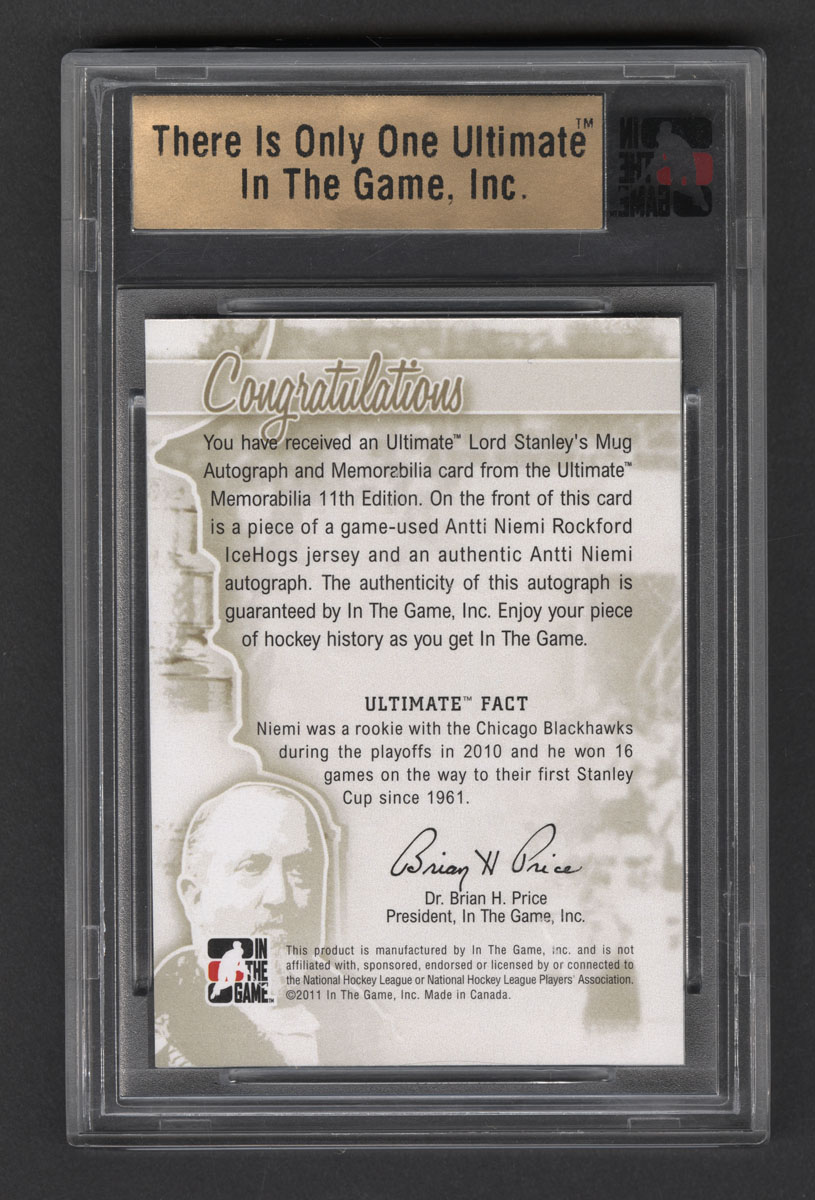 There Is Only One Ultimate™
In The Game, Inc.
IN
THE
GAME
Congratulations
You have received an Ultimate™ Lord Stanley's Mug
Autograph and Memorabilia card from the Ultimate™
Memorabilia 11th Edition. On the front of this card
is a piece of a game-used Antti Niemi Rockford
IceHogs jersey and an authentic Antti Niemi
autograph. The authenticity of this autograph is
guaranteed by In The Game, Inc. Enjoy your piece
of hockey history as you get In The Game.
ULTIMATE™ FACT
Niemi was a rookie with the Chicago Blackhawks
during the playoffs in 2010 and he won 16
games on the way to their first Stanley
Cup since 1961.
Brian H Price
Dr. Brian H. Price
President, In The Game, Inc.
IN
THE
GAME™
This product is manufactured by In The Game, Inc. and is not
affiliated with, sponsored, endorsed or licensed by or connected to
the National Hockey League or National Hockey League Players' Association.
©2011 In The Game, Inc. Made in Canada.